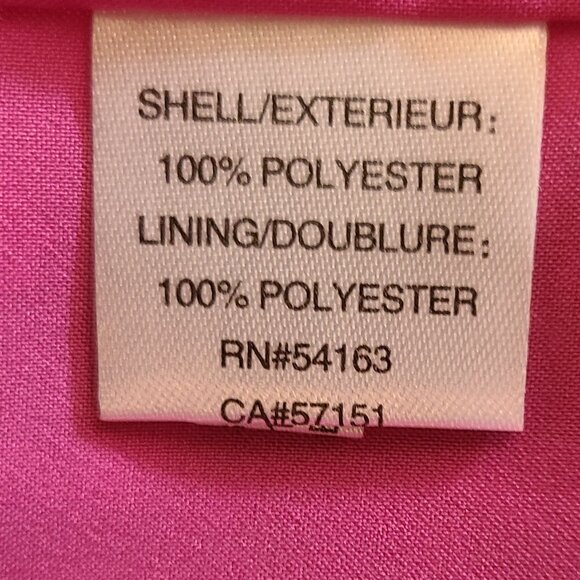 SHELL/EXTERIEUR:
100% POLYESTER
LINING/DOUBLURE:
100% POLYESTER
RN#54163
CA#57151